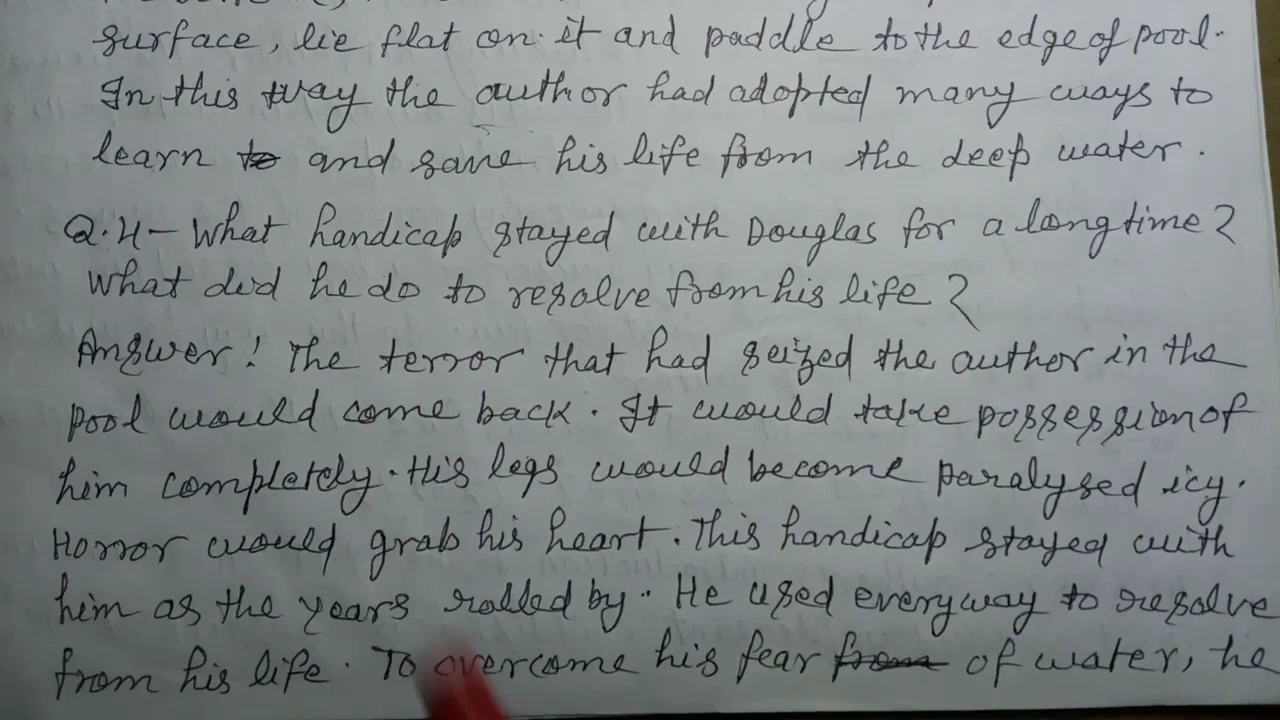 surface, lie flat on it and paddle to the edge of pool.
In this way the author had adopted many ways to
learn to and save his life from the deep water.
Q.4- What handicap stayed with Douglas for a long time?
What did he do to resolve from his life?
Answer! The terror that had seized the author in the
pool would come back. It would take possession of
him completely. His legs would become paralysed icy.
Horror would grab his heart. This handicap stayed with
him as the years rolled by. He used everyway to resolve
from his life. To overcome his fear from of water, he